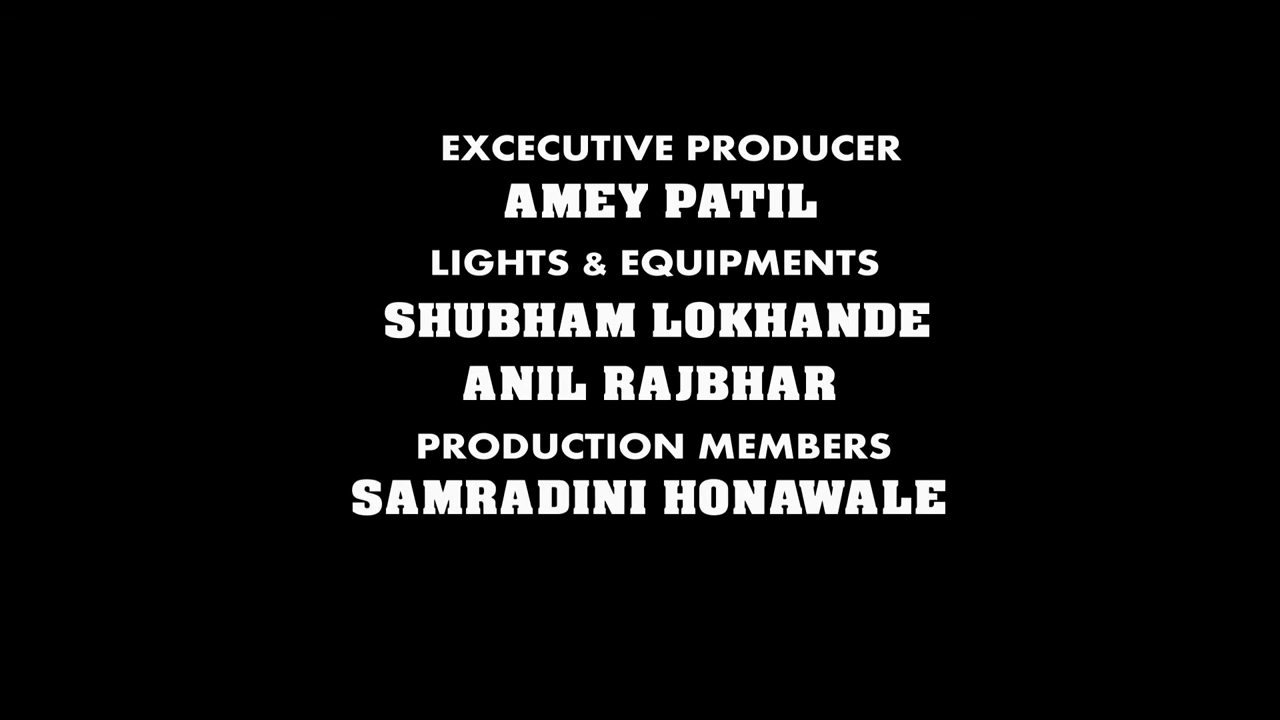 EXCECUTIVE PRODUCER
AMEY PATIL
LIGHTS & EQUIPMENTS
SHUBHAM LOKHANDE
ANIL RAJBHAR
PRODUCTION MEMBERS
SAMRADINI HONAWALE